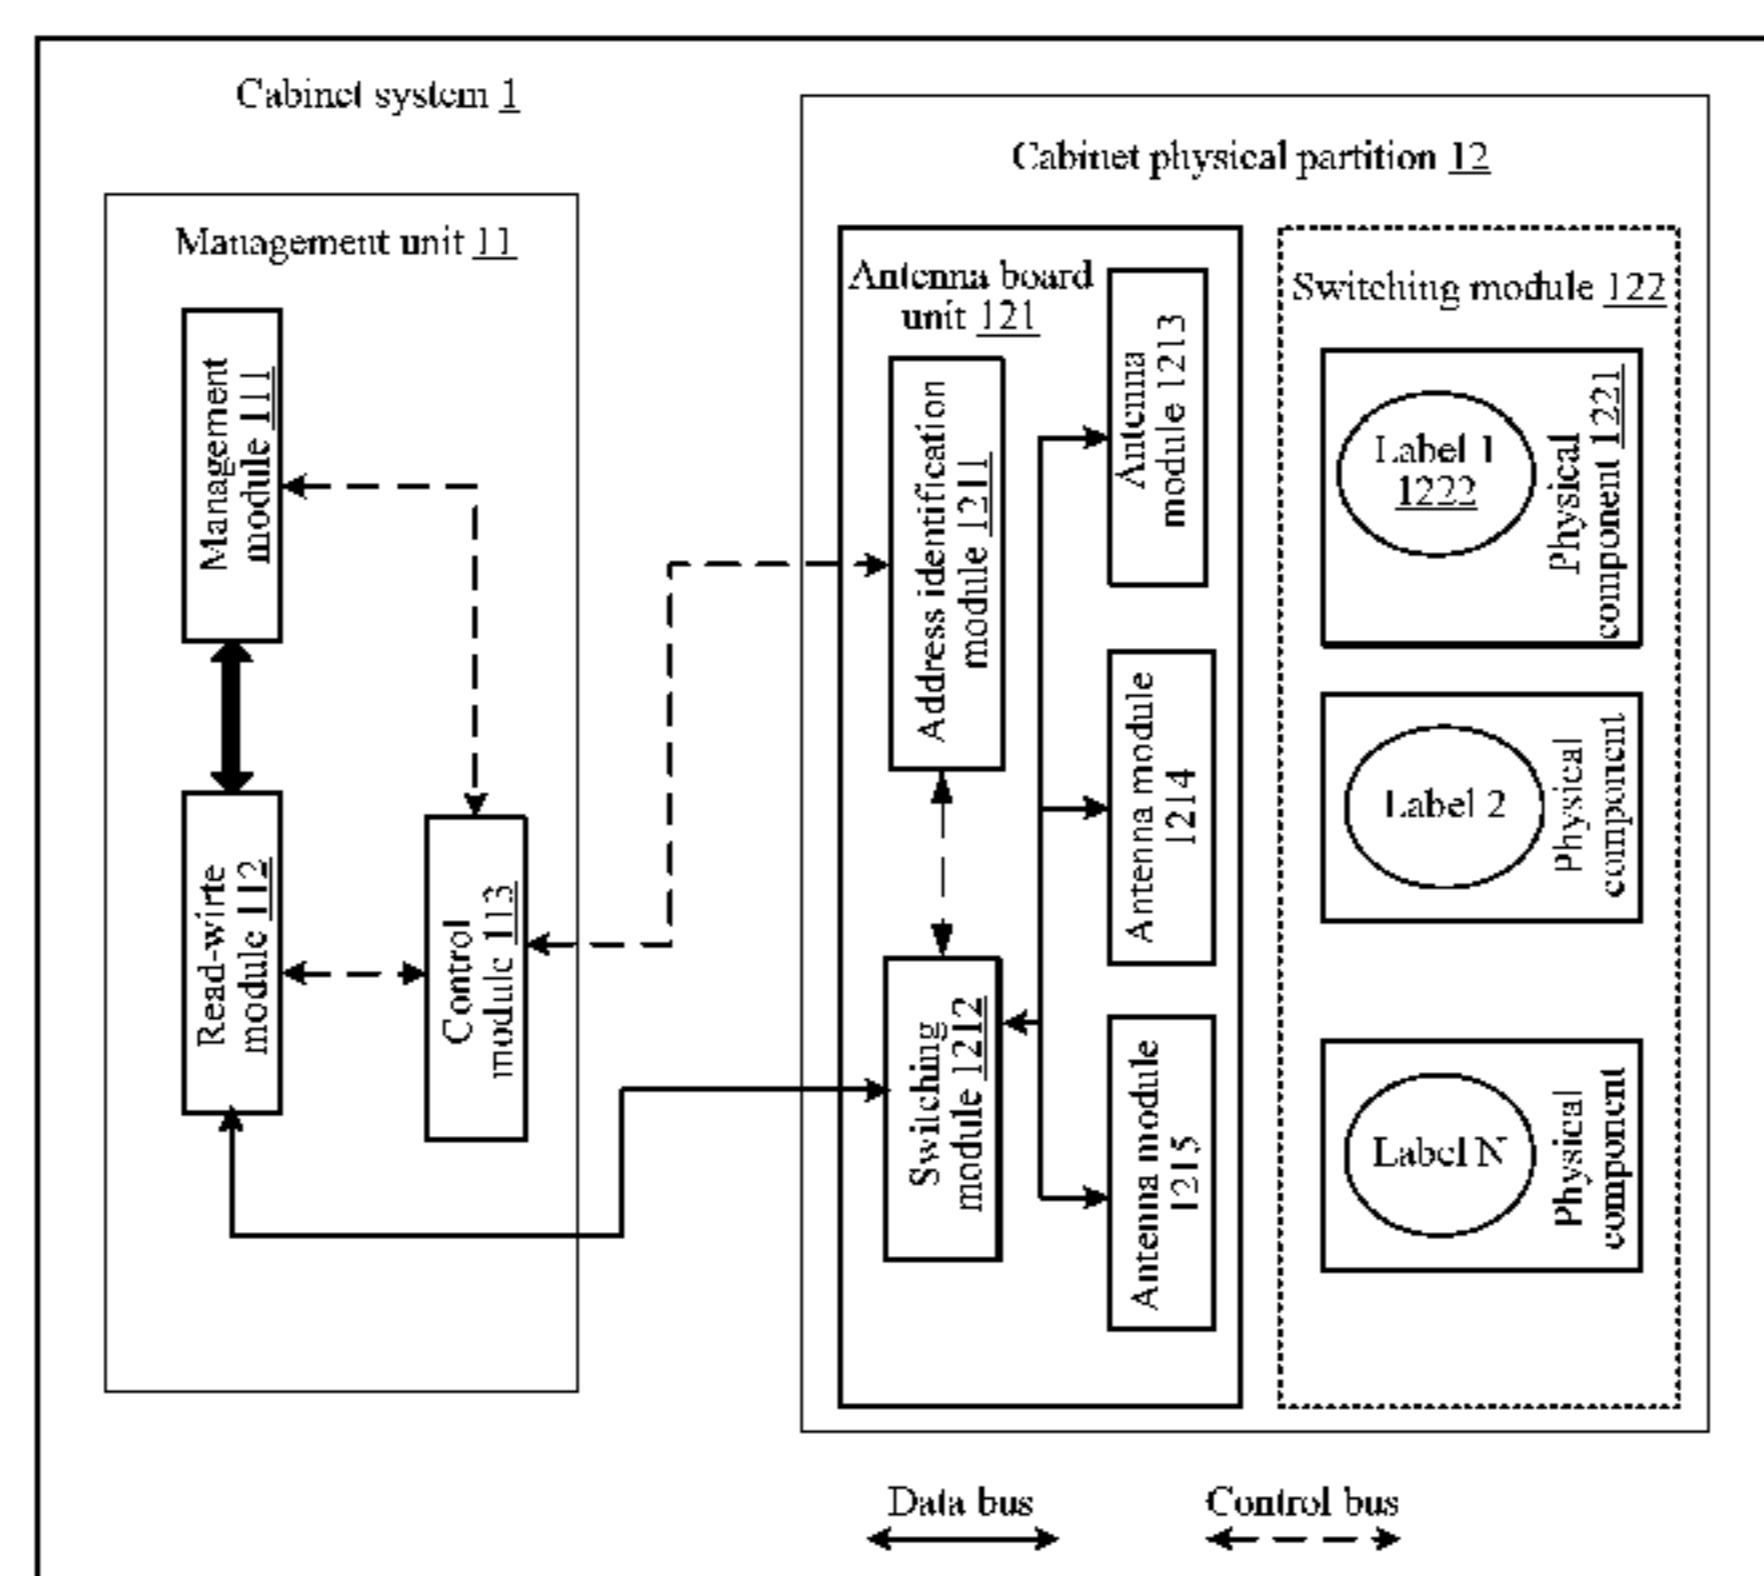 Cabinet system 1
Management unit 11
Management
module 111
Read-wirte
module 112
Control
module 113
Cabinet physical partition 12
Antenna board
unit 121
Address identification
module 1211
Switching
module 1212
Antenna
module 1213
Antenna module
1214
Antenna module
1215
Switching module 122
Label 1
1222
Physical
component 1221
Label 2
Physical
component
Label N
Physical
component
Data bus
Control bus